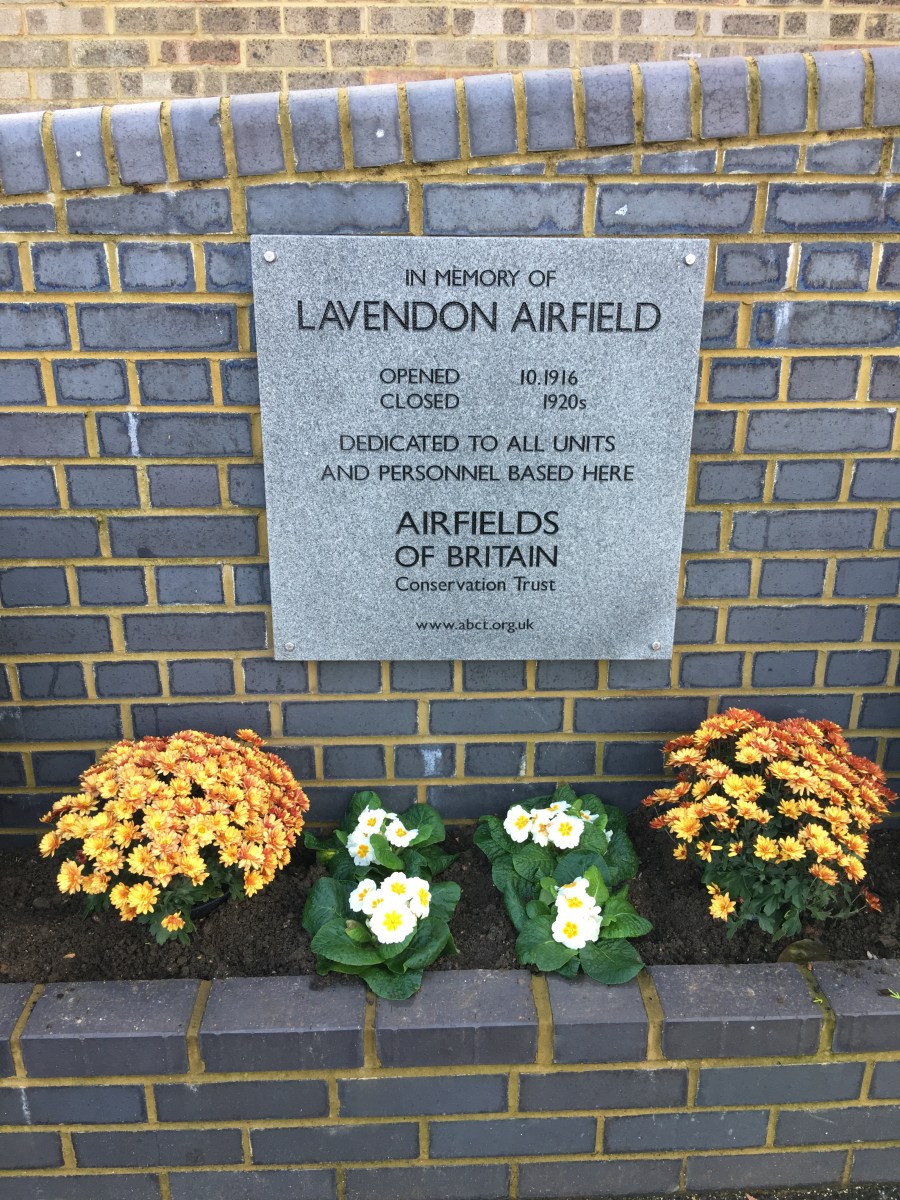 IN MEMORY OF
LAVENDON AIRFIELD
OPENED 10.1916
CLOSED 1920s
DEDICATED TO ALL UNITS
AND PERSONNEL BASED HERE
AIRFIELDS
OF BRITAIN
Conservation Trust
www.abct.org.uk